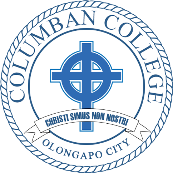 COLUMBAN COLLEGE
CHRISTI SIMUS NON NOSTRI
OLONGAPO CITY